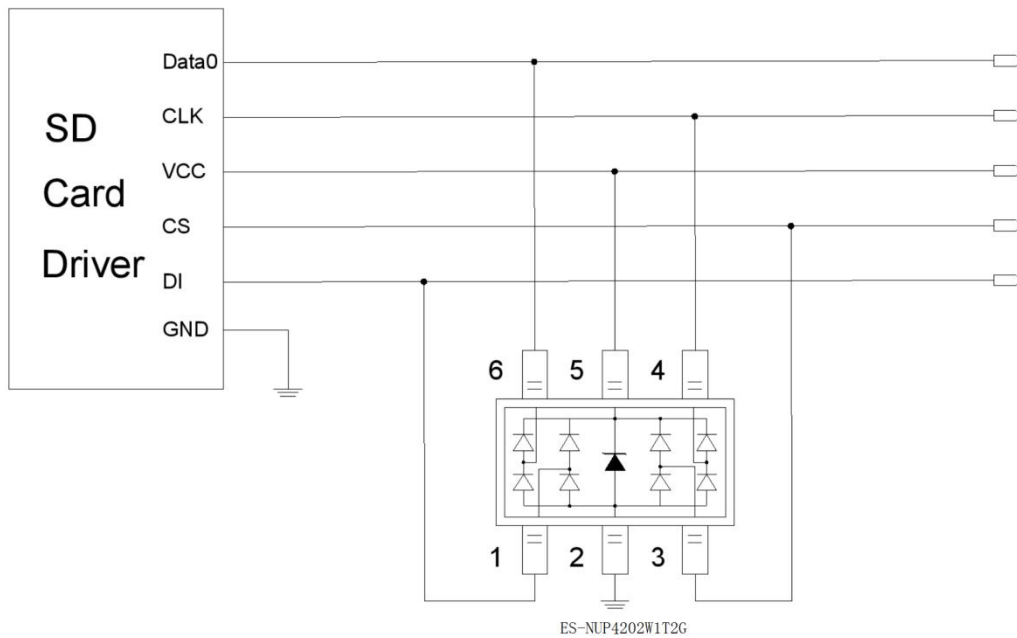 SD
Card
Driver
Data0
CLK
VCC
CS
DI
GND
6 5 4
1 2 3
ES-NUP4202W1T2G